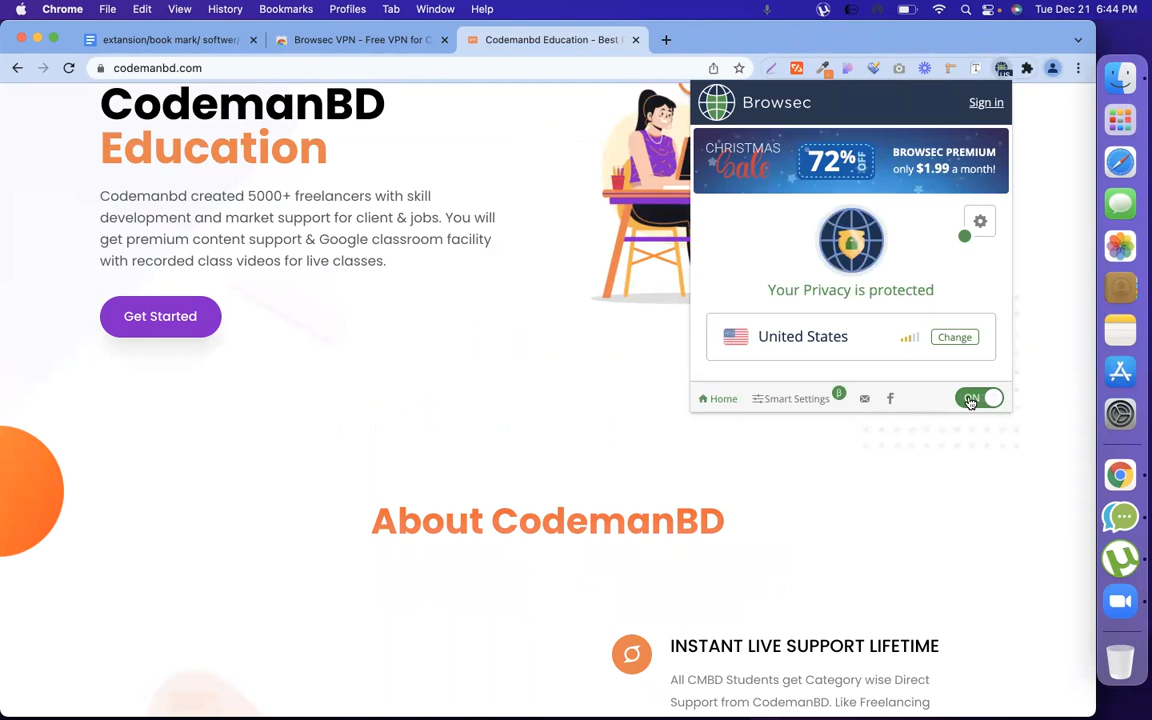 Chrome File Edit View History Bookmarks Profiles Tab Window Help Tue Dec 21 6:44 PM
extansion/book mark/ softwer/ Browsec VPN - Free VPN for C Codemanbd Education - Best F
codemanbd.com
CodemanBD
Education
Codemanbd created 5000+ freelancers with skill
development and market support for client & jobs. You will
get premium content support & Google classroom facility
with recorded class videos for live classes.
Get Started
Browsec Sign in
CHRISTMAS
Sale
72% OFF
BROWSEC PREMIUM
only $1.99 a month!
Your Privacy is protected
United States Change
Home Smart Settings β ON
About CodemanBD
INSTANT LIVE SUPPORT LIFETIME
All CMBD Students get Category wise Direct
Support from CodemanBD. Like Freelancing